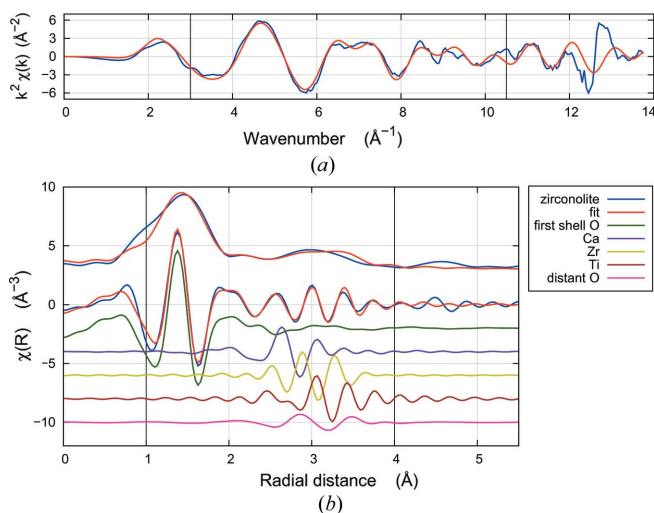 k² χ(k) (Å⁻²)
6
3
0
−3
−6
0 2 4 6 8 10 12 14
Wavenumber (Å⁻¹)
(a)
χ(R) (Å⁻³)
10
5
0
−5
−10
0 1 2 3 4 5
Radial distance (Å)
(b)
zirconolite
fit
first shell O
Ca
Zr
Ti
distant O